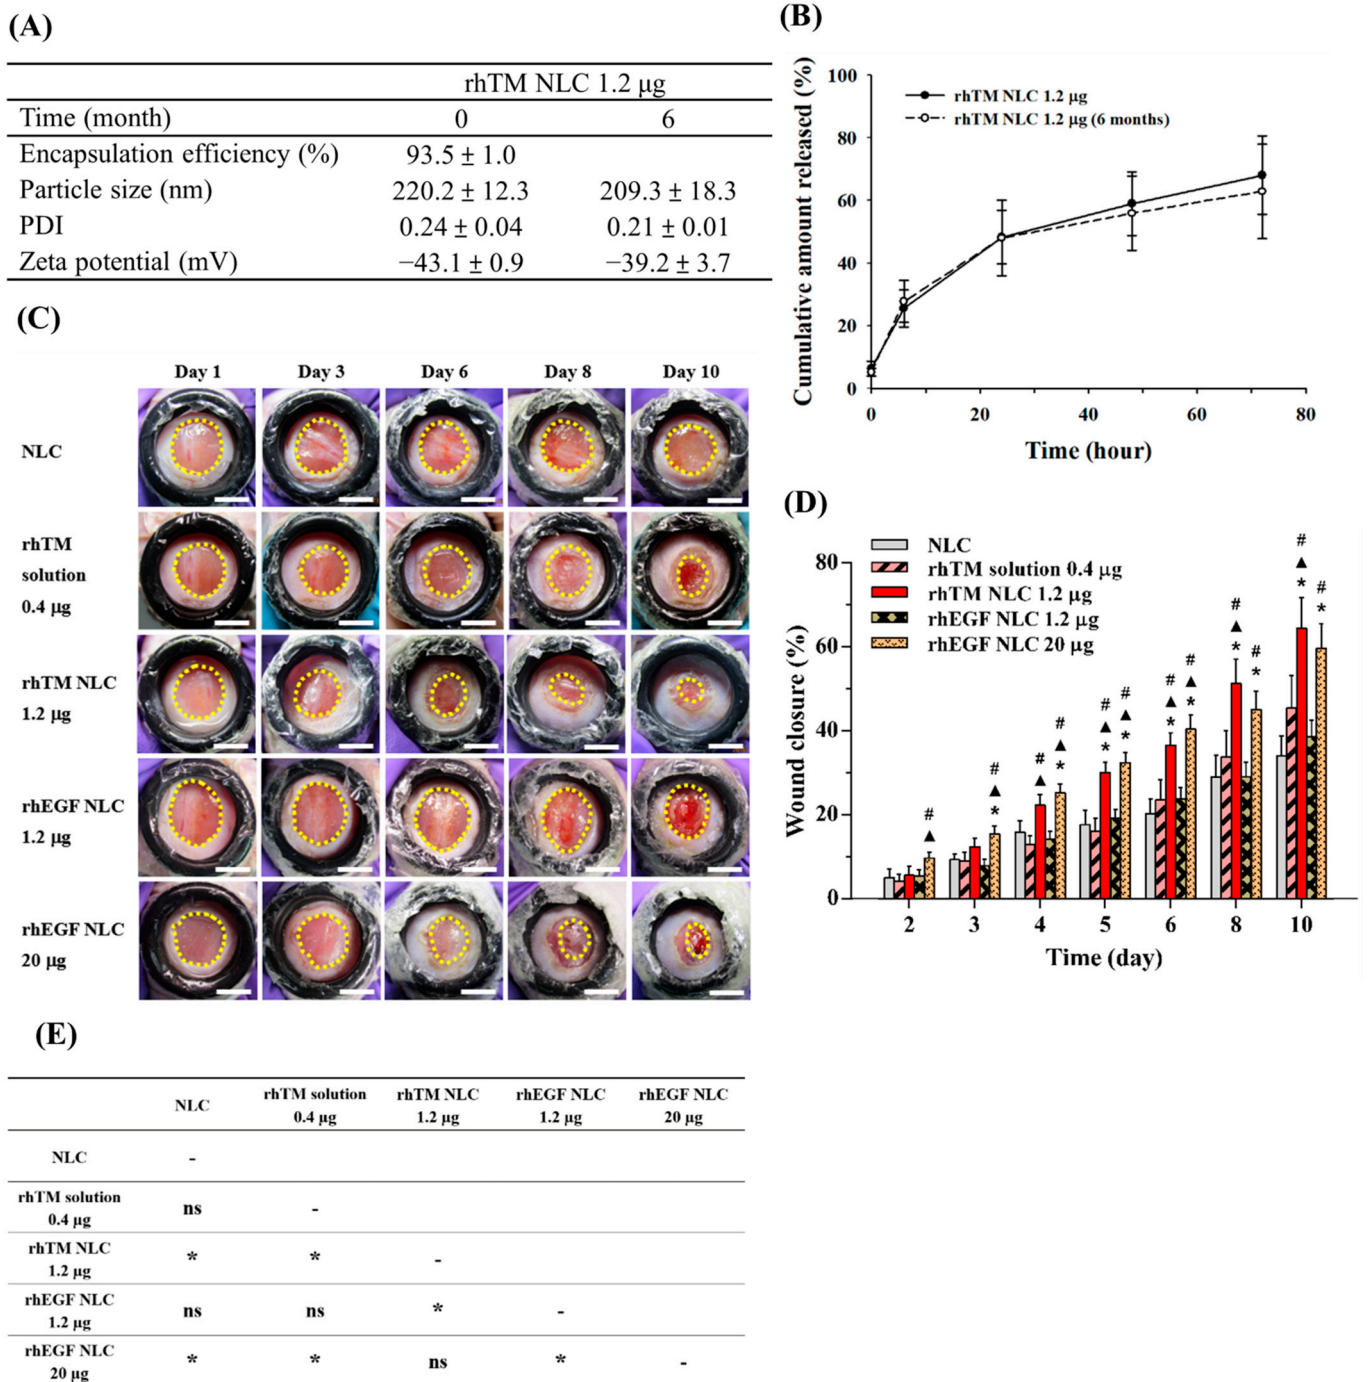 (A)
rhTM NLC 1.2 µg
Time (month) 0 6
Encapsulation efficiency (%) 93.5 ± 1.0
Particle size (nm) 220.2 ± 12.3 209.3 ± 18.3
PDI 0.24 ± 0.04 0.21 ± 0.01
Zeta potential (mV) −43.1 ± 0.9 −39.2 ± 3.7
(B)
Cumulative amount released (%)
100
80
60
40
20
0
rhTM NLC 1.2 µg
rhTM NLC 1.2 µg (6 months)
0 20 40 60 80
Time (hour)
(C)
Day 1 Day 3 Day 6 Day 8 Day 10
NLC
rhTM
solution
0.4 µg
rhTM NLC
1.2 µg
rhEGF NLC
1.2 µg
rhEGF NLC
20 µg
(D)
Wound closure (%)
80
60
40
20
0
NLC
rhTM solution 0.4 µg
rhTM NLC 1.2 µg
rhEGF NLC 1.2 µg
rhEGF NLC 20 µg
# ▲
# ▲ *
# ▲
# ▲ *
# ▲ *
# ▲ *
# ▲ *
# ▲ *
# ▲ *
# *
# ▲ *
# *
2 3 4 5 6 8 10
Time (day)
(E)
NLC rhTM solution rhTM NLC rhEGF NLC rhEGF NLC
0.4 µg 1.2 µg 1.2 µg 20 µg
NLC -
rhTM solution
0.4 µg ns -
rhTM NLC
1.2 µg * * -
rhEGF NLC
1.2 µg ns ns * -
rhEGF NLC
20 µg * * ns * -